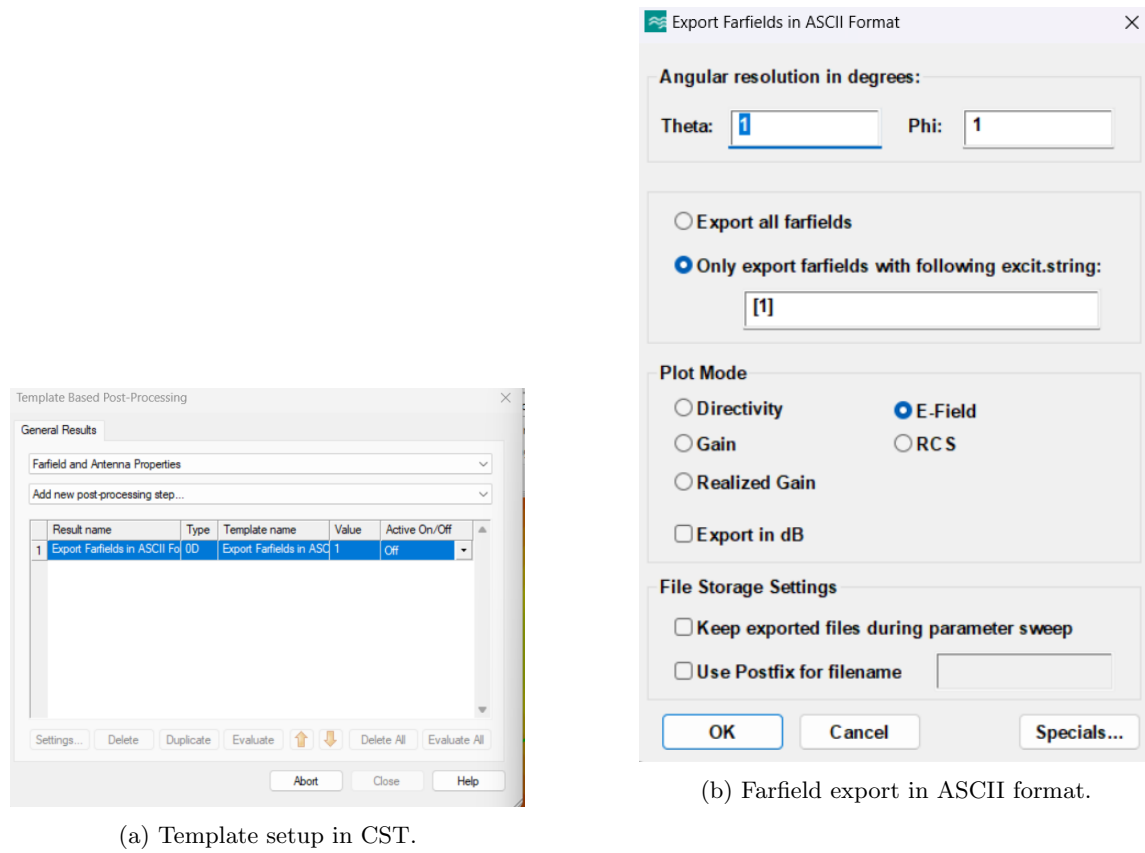 Template Based Post-Processing
General Results
Farfield and Antenna Properties
Add new post-processing step...
Result name Type Template name Value Active On/Off
1 Export Farfields in ASCII Fo 0D Export Farfields in ASC 1 Off
Settings... Delete Duplicate Evaluate Delete All Evaluate All
Abort Close Help
(a) Template setup in CST.
Export Farfields in ASCII Format
Angular resolution in degrees:
Theta: 1 Phi: 1
Export all farfields
Only export farfields with following excit.string:
[1]
Plot Mode
Directivity E-Field
Gain RCS
Realized Gain
Export in dB
File Storage Settings
Keep exported files during parameter sweep
Use Postfix for filename
OK Cancel Specials...
(b) Farfield export in ASCII format.